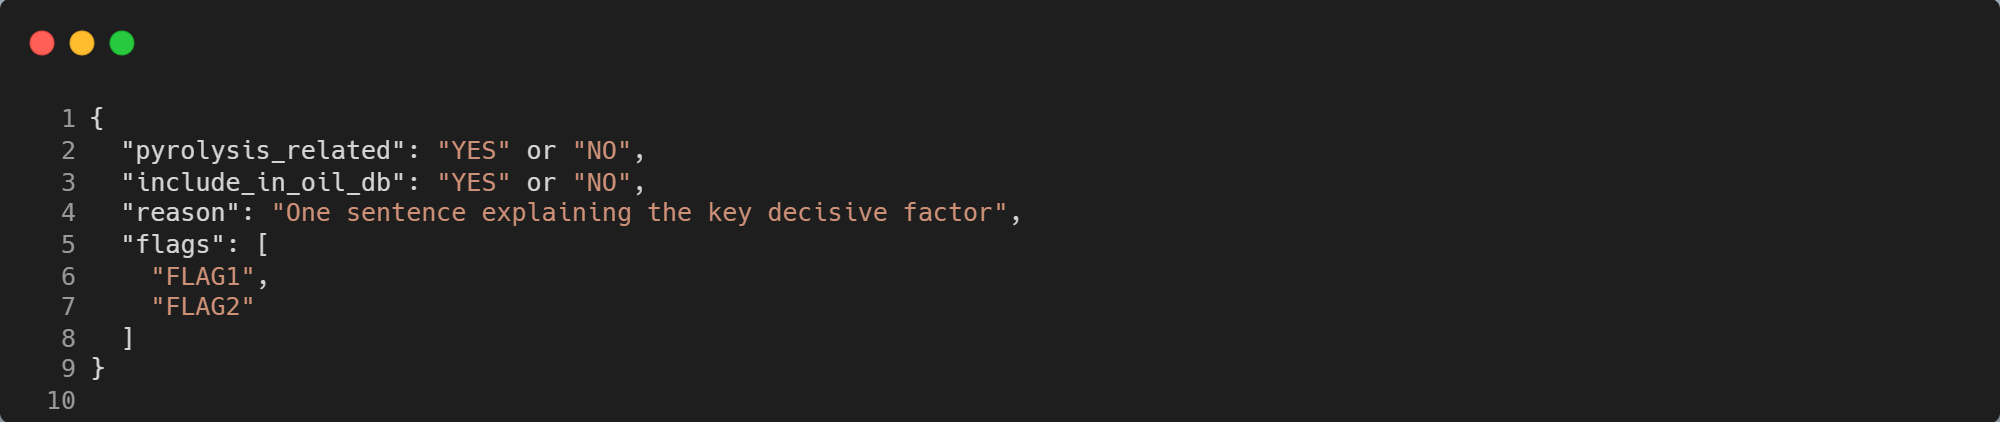 1 {
2   "pyrolysis_related": "YES" or "NO",
3   "include_in_oil_db": "YES" or "NO",
4   "reason": "One sentence explaining the key decisive factor",
5   "flags": [
6     "FLAG1",
7     "FLAG2"
8   ]
9 }
10